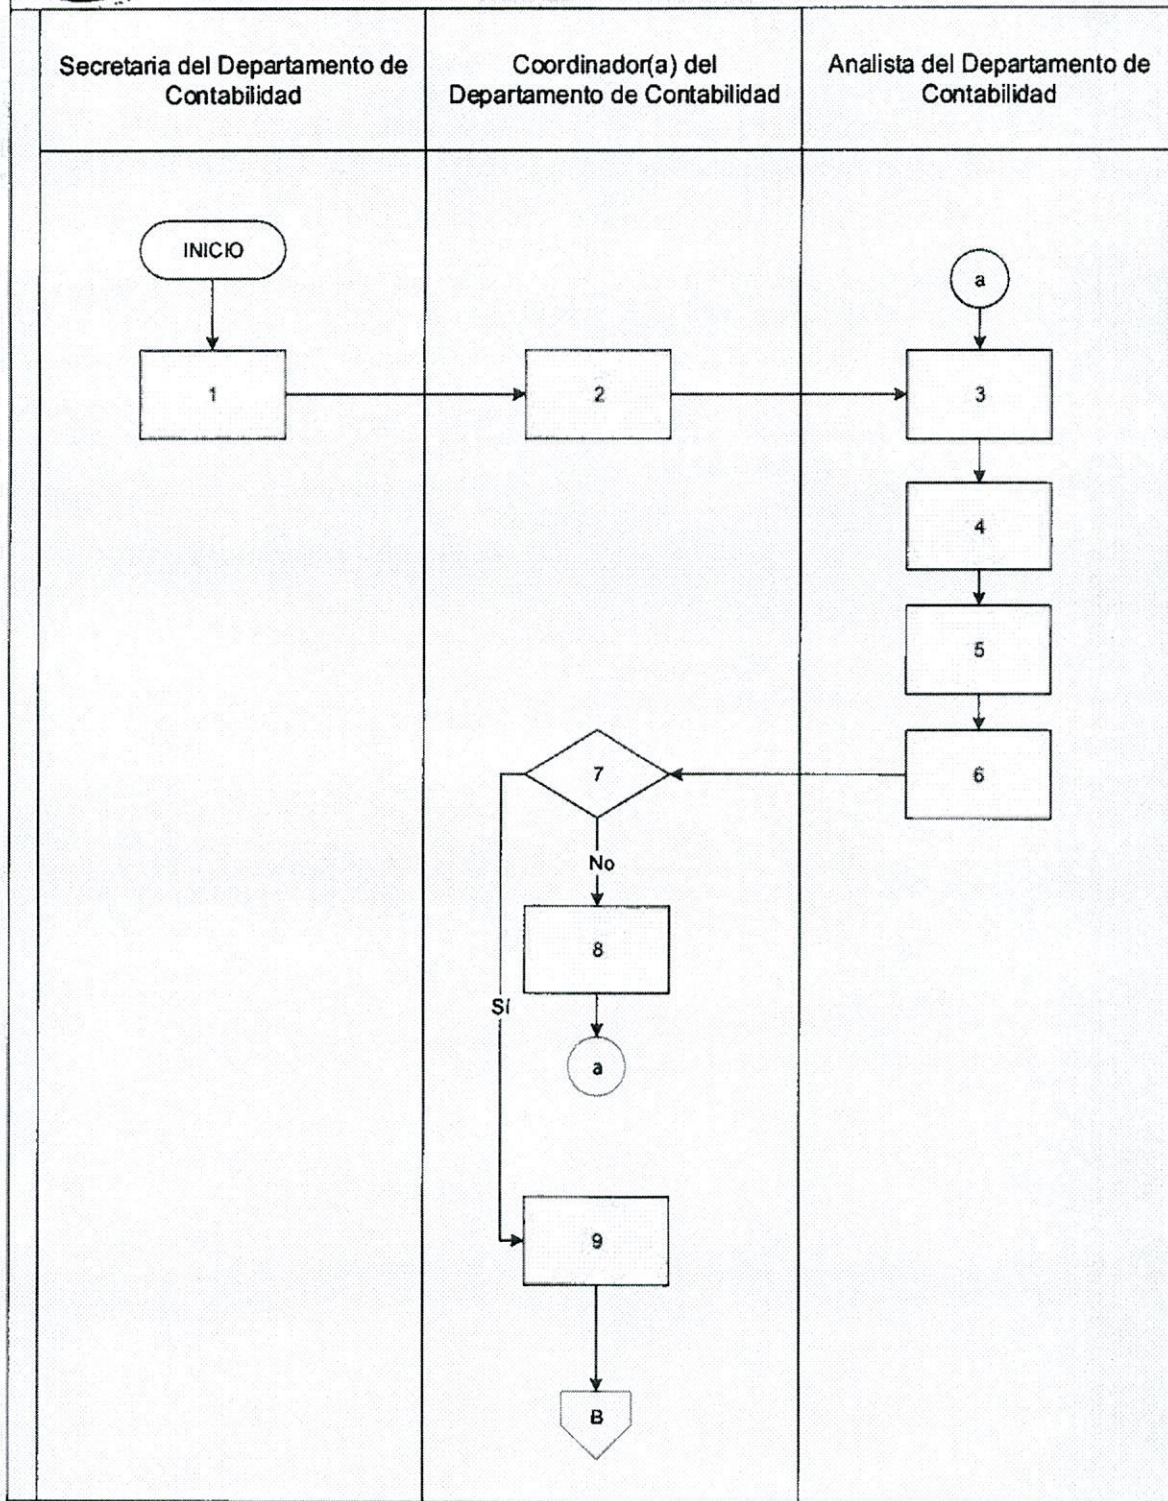 Secretaria del Departamento de
Contabilidad
Coordinador(a) del
Departamento de Contabilidad
Analista del Departamento de
Contabilidad
INICIO
a
1
2
3
4
5
6
7
No
8
Sí
a
9
B